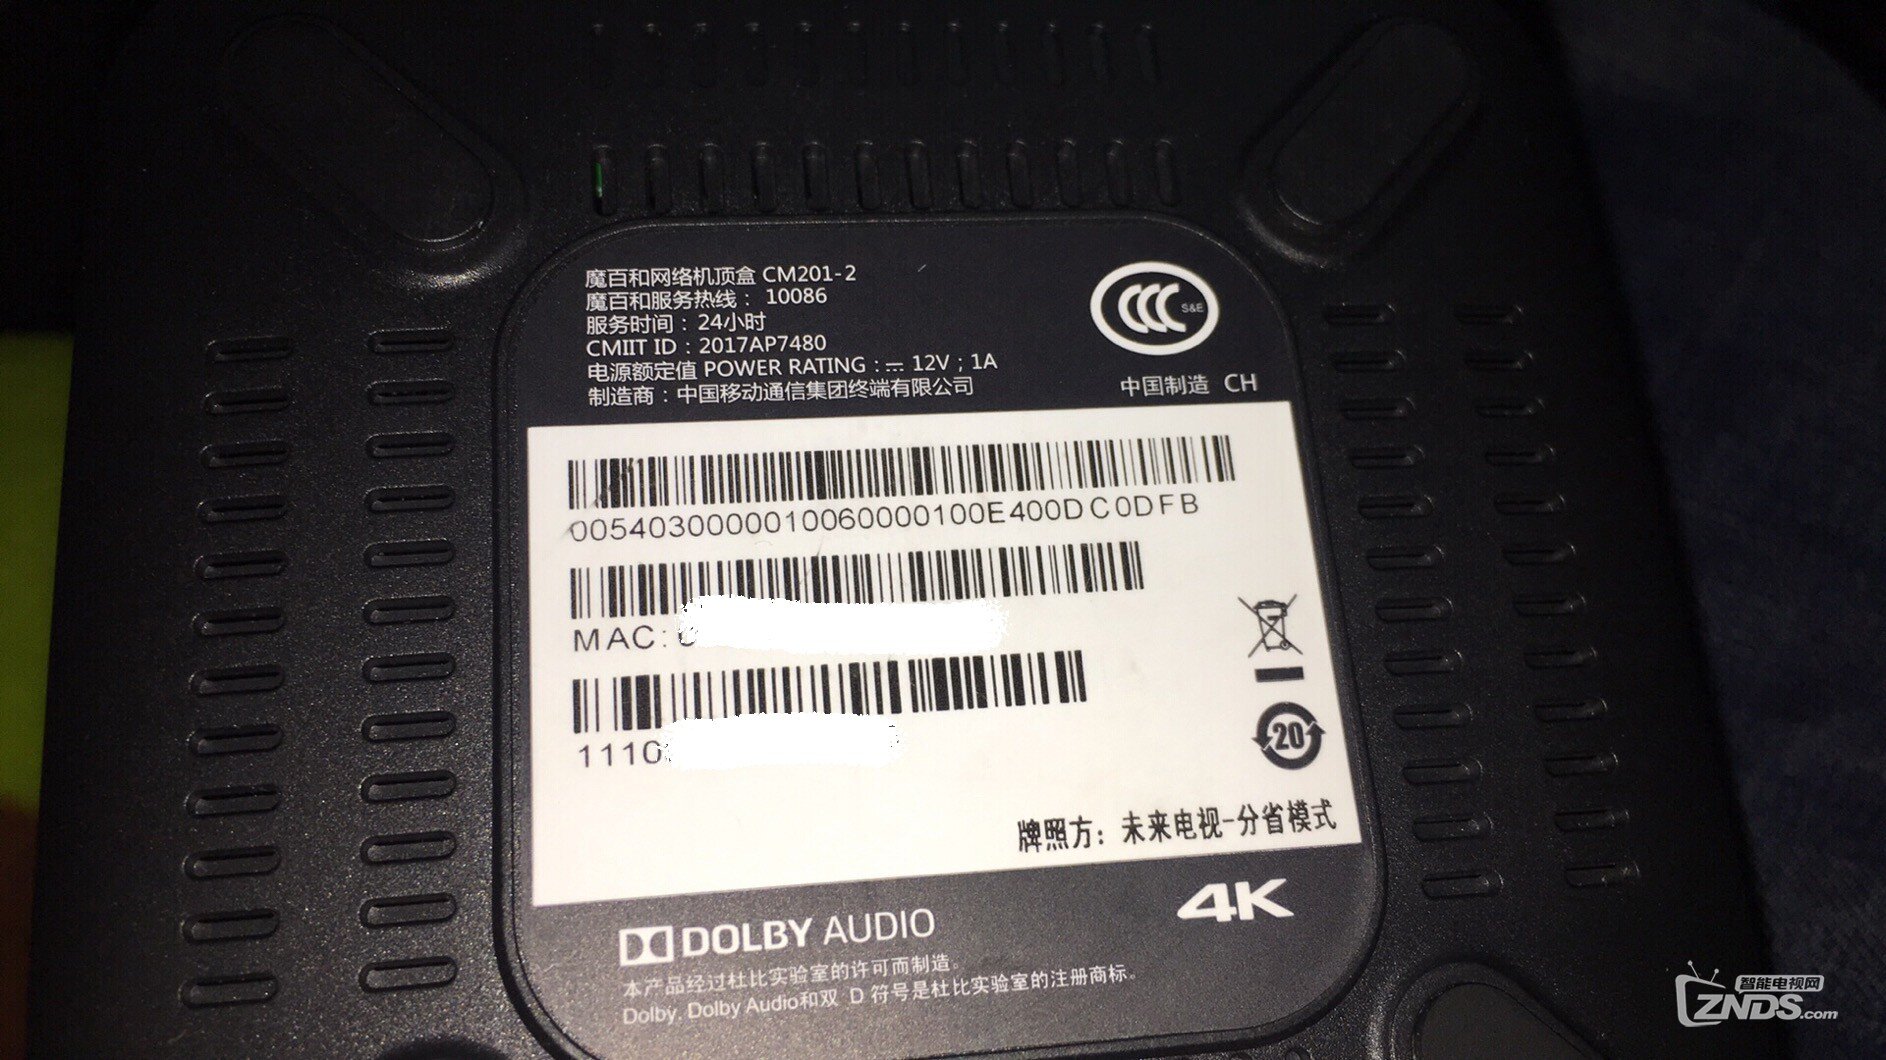 魔百和网络机顶盒 CM201-2
魔百和服务热线： 10086
服务时间：24小时
CMIIT ID：2017AP7480
电源额定值 POWER RATING：⎓ 12V；1A
制造商：中国移动通信集团终端有限公司
S&E
中国制造 CH
0054030000010060000100E400DC0DFB
MAC:
1110
20
牌照方：未来电视-分省模式
4K
DOLBY AUDIO
本产品经过杜比实验室的许可而制造。
Dolby, Dolby Audio和双 D 符号是杜比实验室的注册商标。
智能电视网
ZNDS.com